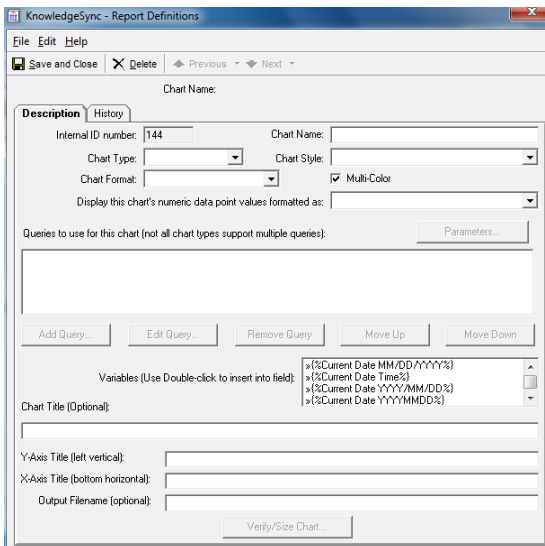 KnowledgeSync - Report Definitions
File Edit Help
Save and Close Delete Previous Next
Chart Name:
Description History
Internal ID number: 144 Chart Name:
Chart Type: Chart Style:
Chart Format: Multi-Color
Display this chart's numeric data point values formatted as:
Queries to use for this chart (not all chart types support multiple queries): Parameters...
Add Query... Edit Query... Remove Query Move Up Move Down
»{%Current Date MM/DD/YYYY%}
Variables (Use Double-click to insert into field): »{%Current Date Time%}
»{%Current Date YYYY/MM/DD%}
»{%Current Date YYYYMMDD%}
Chart Title (Optional):
Y-Axis Title (left vertical):
X-Axis Title (bottom horizontal):
Output Filename (optional):
Verify/Size Chart...